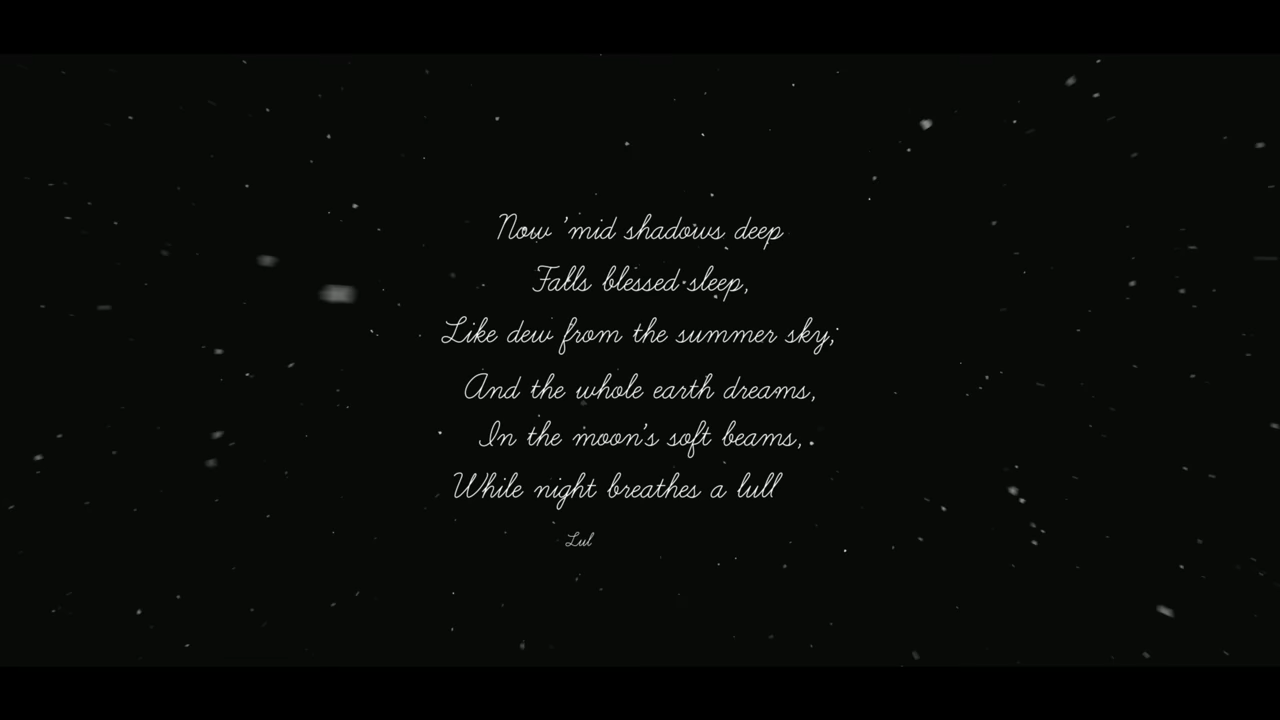 Now 'mid shadows deep
Falls blessed sleep,
Like dew from the summer sky;
And the whole earth dreams,
In the moon's soft beams,
While night breathes a lull
Lul